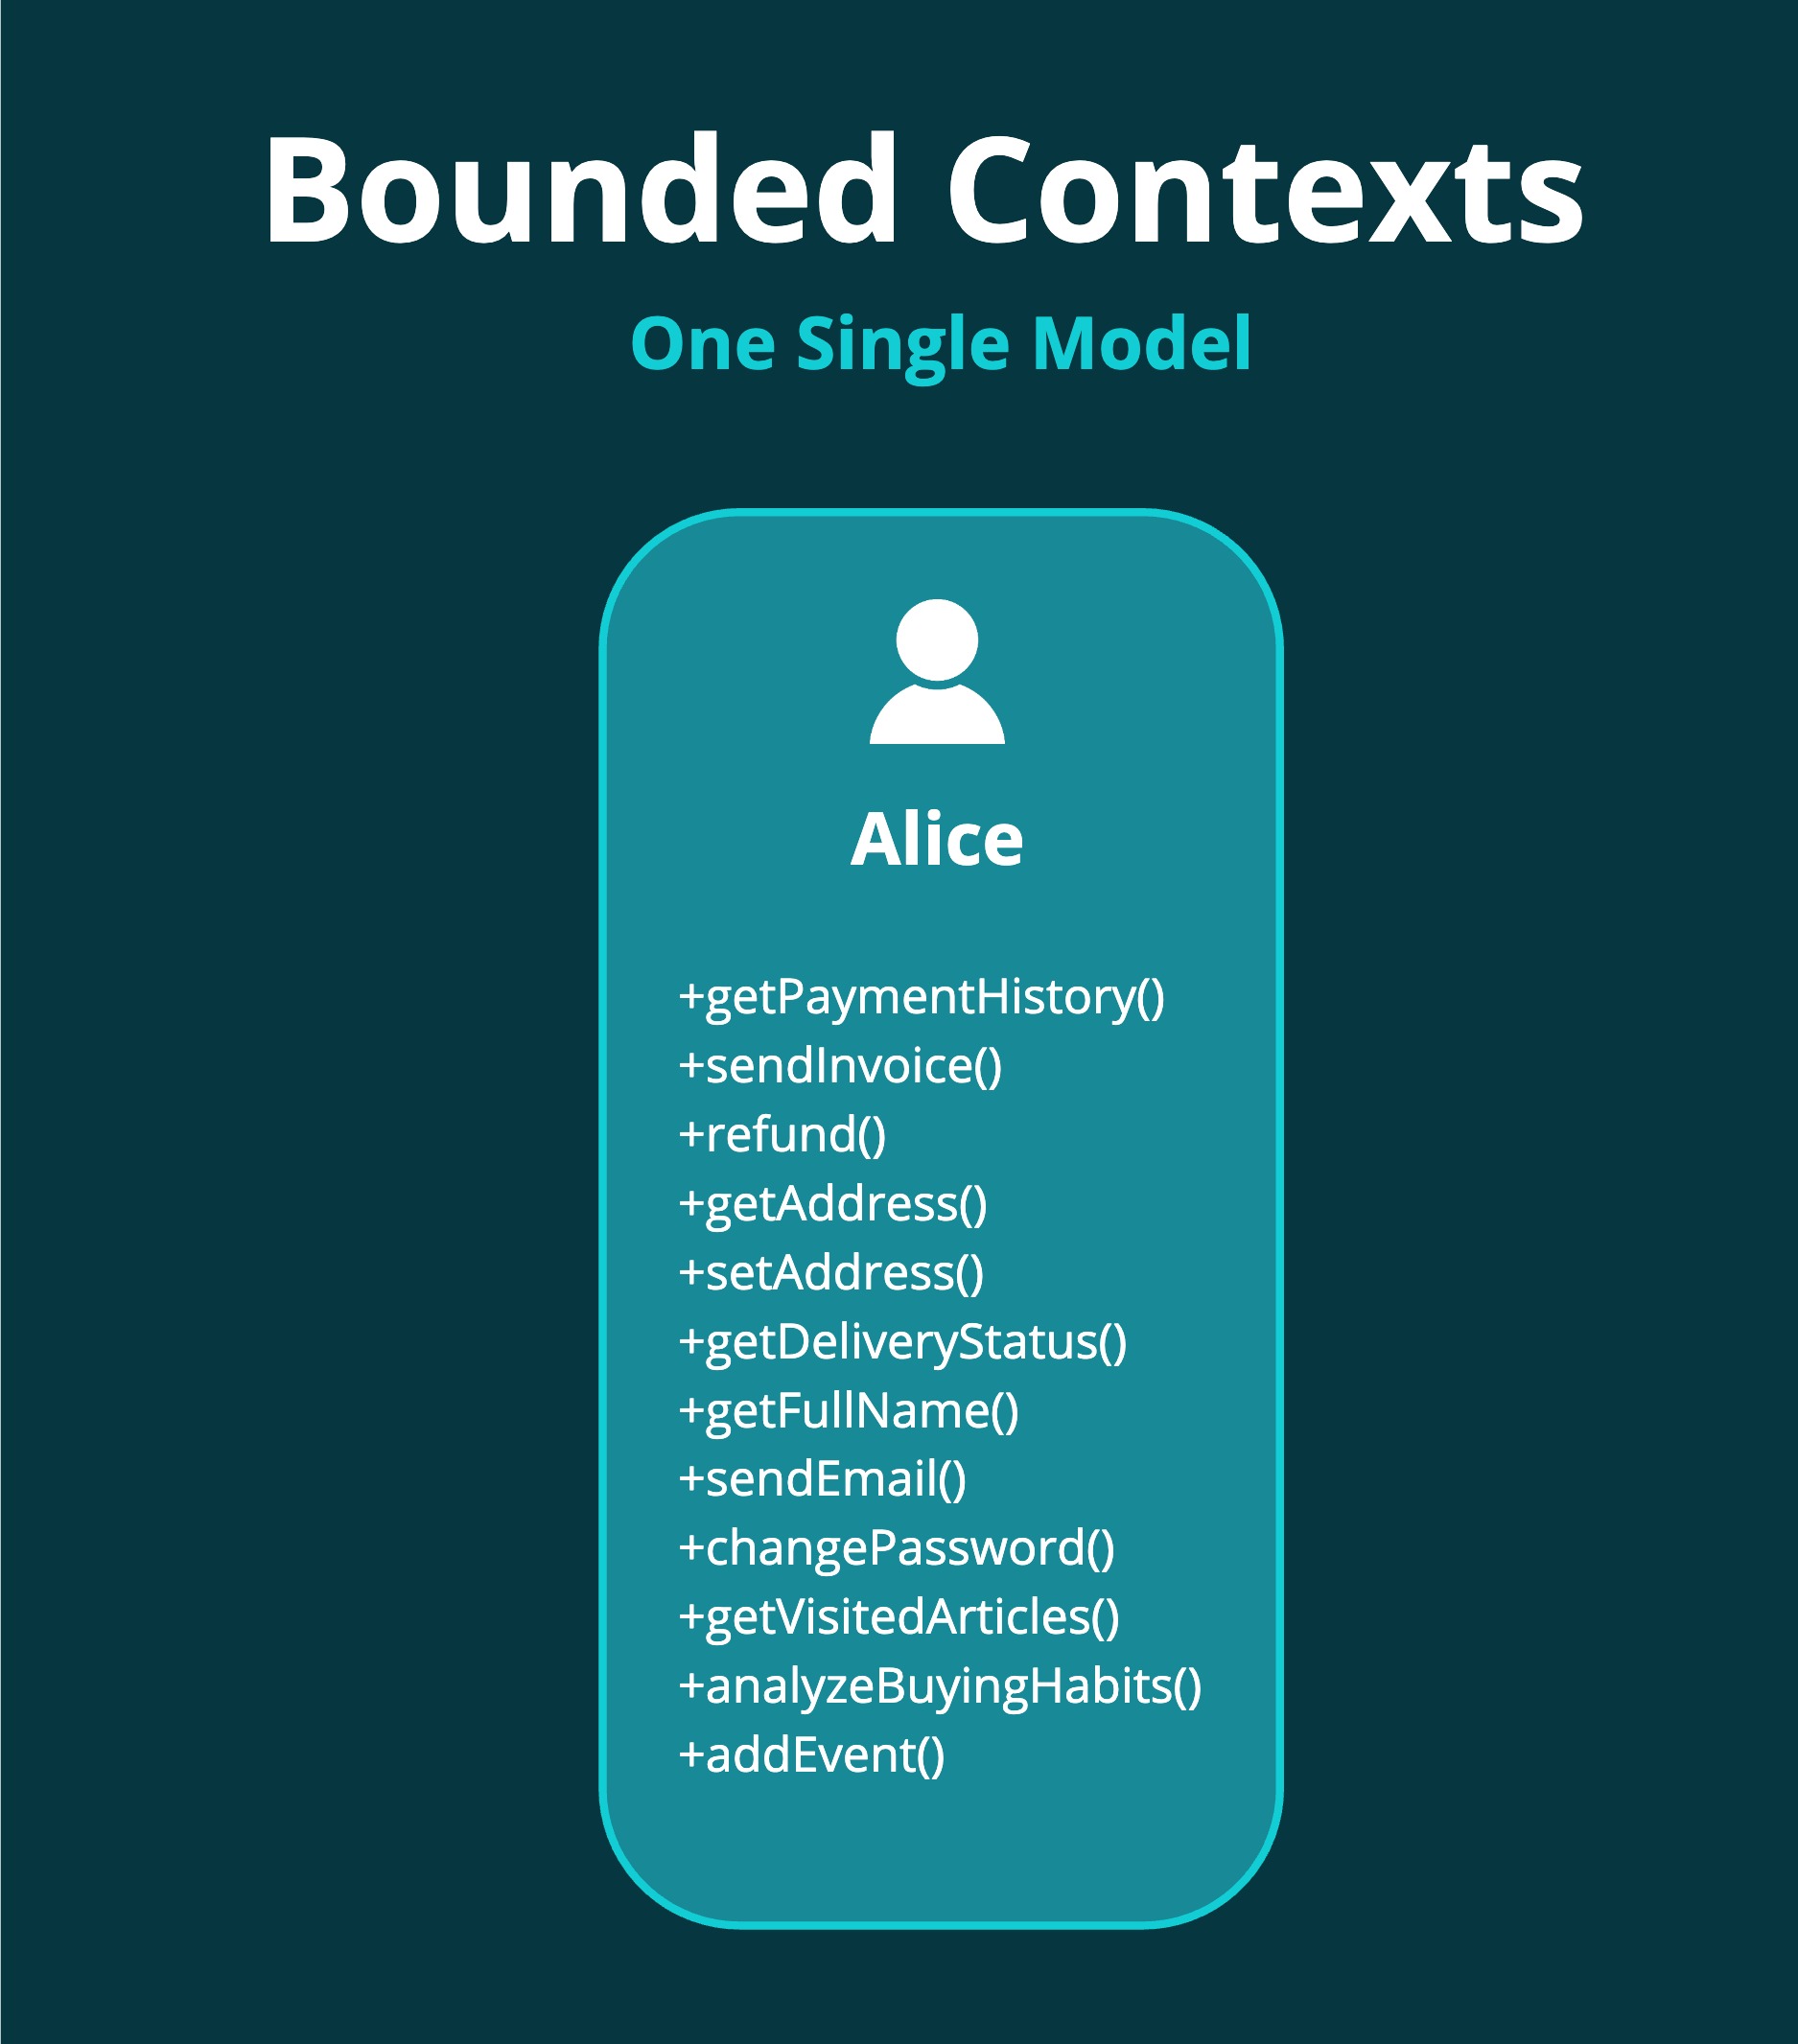 Bounded Contexts
One Single Model
Alice
+getPaymentHistory()
+sendInvoice()
+refund()
+getAddress()
+setAddress()
+getDeliveryStatus()
+getFullName()
+sendEmail()
+changePassword()
+getVisitedArticles()
+analyzeBuyingHabits()
+addEvent()